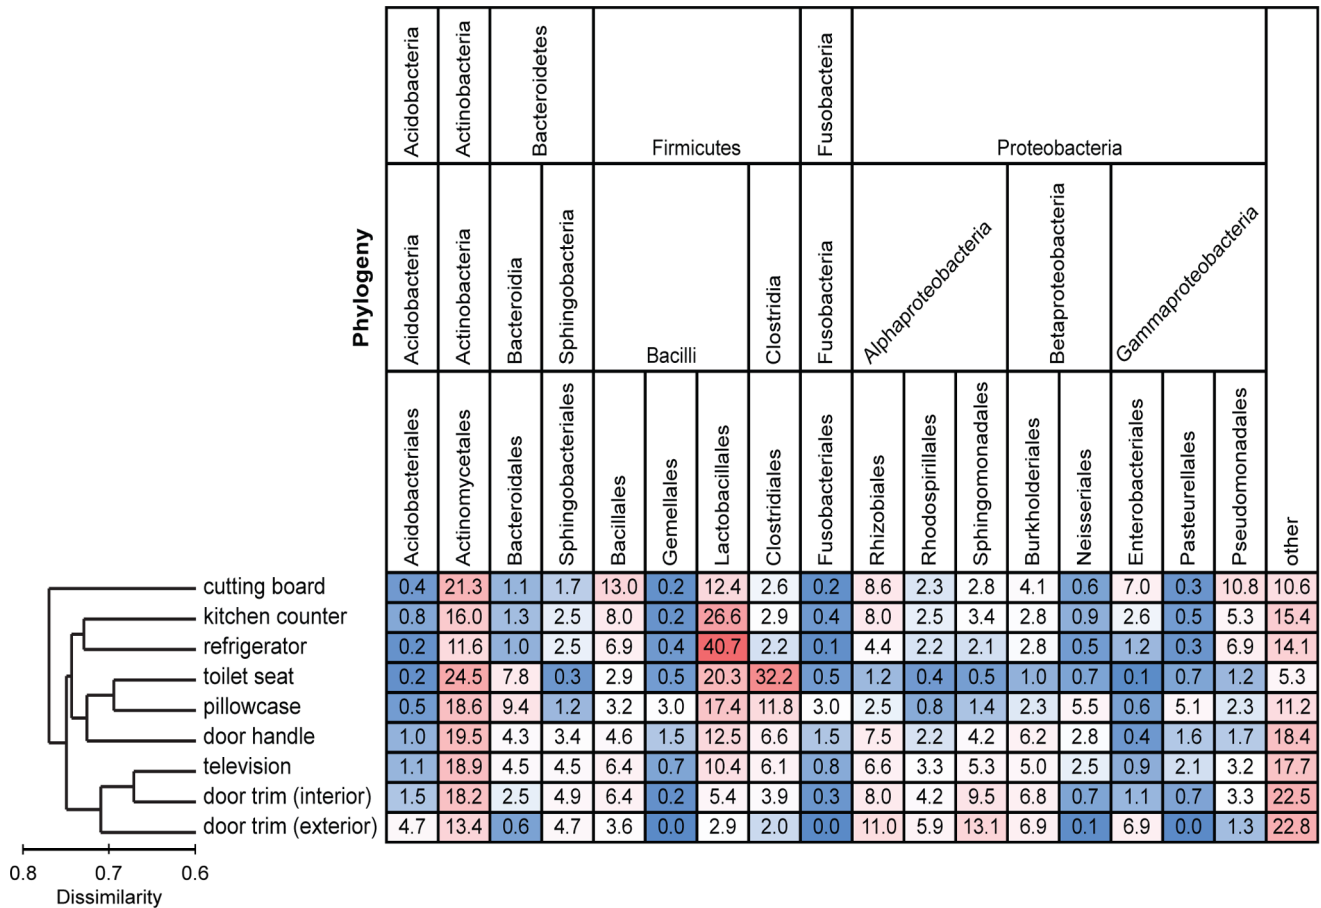 Phylogeny
Acidobacteria Actinobacteria Bacteroidetes Firmicutes Fusobacteria Proteobacteria
Acidobacteria Actinobacteria Bacteroidia Sphingobacteria Bacilli Clostridia Fusobacteria Alphaproteobacteria Betaproteobacteria Gammaproteobacteria
Acidobacteriales Actinomycetales Bacteroidales Sphingobacteriales Bacillales Gemellales Lactobacillales Clostridiales Fusobacteriales Rhizobiales Rhodospirillales Sphingomonadales Burkholderiales Neisseriales Enterobacteriales Pasteurellales Pseudomonadales other
cutting board 0.4 21.3 1.1 1.7 13.0 0.2 12.4 2.6 0.2 8.6 2.3 2.8 4.1 0.6 7.0 0.3 10.8 10.6
kitchen counter 0.8 16.0 1.3 2.5 8.0 0.2 26.6 2.9 0.4 8.0 2.5 3.4 2.8 0.9 2.6 0.5 5.3 15.4
refrigerator 0.2 11.6 1.0 2.5 6.9 0.4 40.7 2.2 0.1 4.4 2.2 2.1 2.8 0.5 1.2 0.3 6.9 14.1
toilet seat 0.2 24.5 7.8 0.3 2.9 0.5 20.3 32.2 0.5 1.2 0.4 0.5 1.0 0.7 0.1 0.7 1.2 5.3
pillowcase 0.5 18.6 9.4 1.2 3.2 3.0 17.4 11.8 3.0 2.5 0.8 1.4 2.3 5.5 0.6 5.1 2.3 11.2
door handle 1.0 19.5 4.3 3.4 4.6 1.5 12.5 6.6 1.5 7.5 2.2 4.2 6.2 2.8 0.4 1.6 1.7 18.4
television 1.1 18.9 4.5 4.5 6.4 0.7 10.4 6.1 0.8 6.6 3.3 5.3 5.0 2.5 0.9 2.1 3.2 17.7
door trim (interior) 1.5 18.2 2.5 4.9 6.4 0.2 5.4 3.9 0.3 8.0 4.2 9.5 6.8 0.7 1.1 0.7 3.3 22.5
door trim (exterior) 4.7 13.4 0.6 4.7 3.6 0.0 2.9 2.0 0.0 11.0 5.9 13.1 6.9 0.1 6.9 0.0 1.3 22.8
0.8 0.7 0.6
Dissimilarity